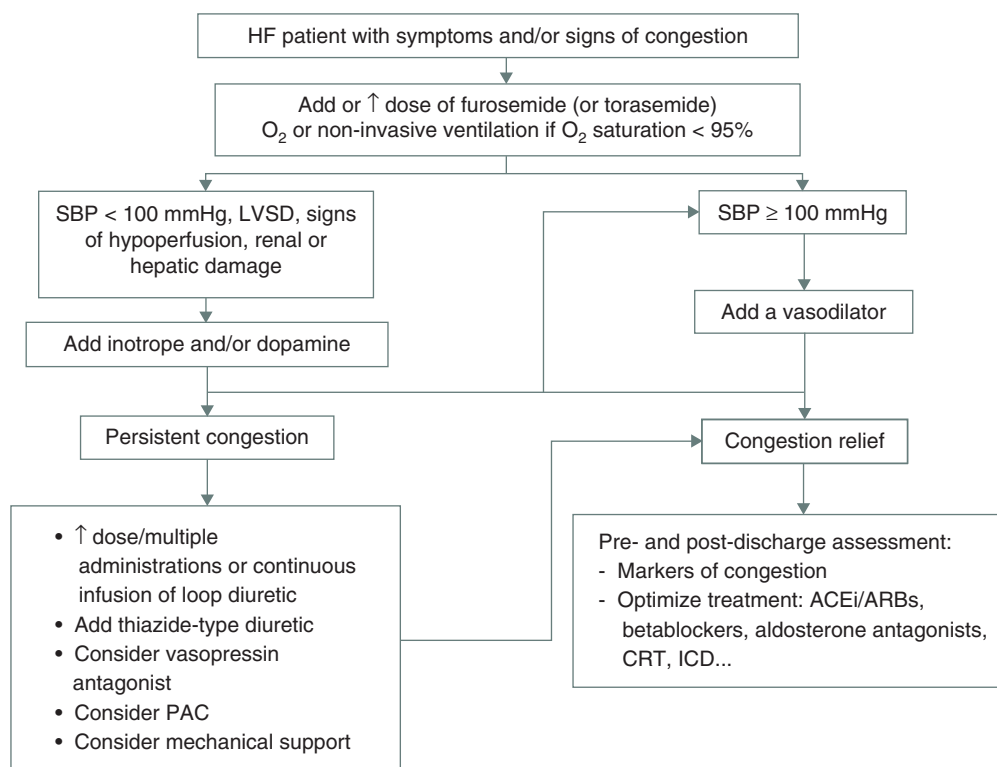 HF patient with symptoms and/or signs of congestion
Add or ↑ dose of furosemide (or torasemide)
O₂ or non-invasive ventilation if O₂ saturation < 95%
SBP < 100 mmHg, LVSD, signs
of hypoperfusion, renal or
hepatic damage
SBP ≥ 100 mmHg
Add inotrope and/or dopamine
Add a vasodilator
Persistent congestion
Congestion relief
• ↑ dose/multiple
administrations or continuous
infusion of loop diuretic
• Add thiazide-type diuretic
• Consider vasopressin
antagonist
• Consider PAC
• Consider mechanical support
Pre- and post-discharge assessment:
- Markers of congestion
- Optimize treatment: ACEi/ARBs,
betablockers, aldosterone antagonists,
CRT, ICD...